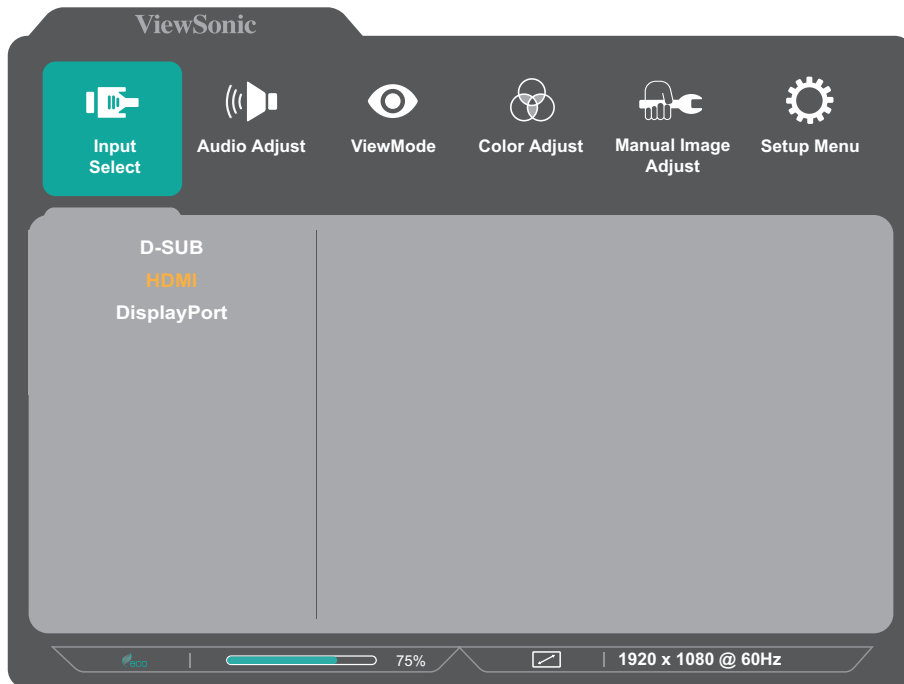 ViewSonic
Input
Select
Audio Adjust
ViewMode
Color Adjust
Manual Image
Adjust
Setup Menu
D-SUB
HDMI
DisplayPort
eco
75%
1920 x 1080 @ 60Hz